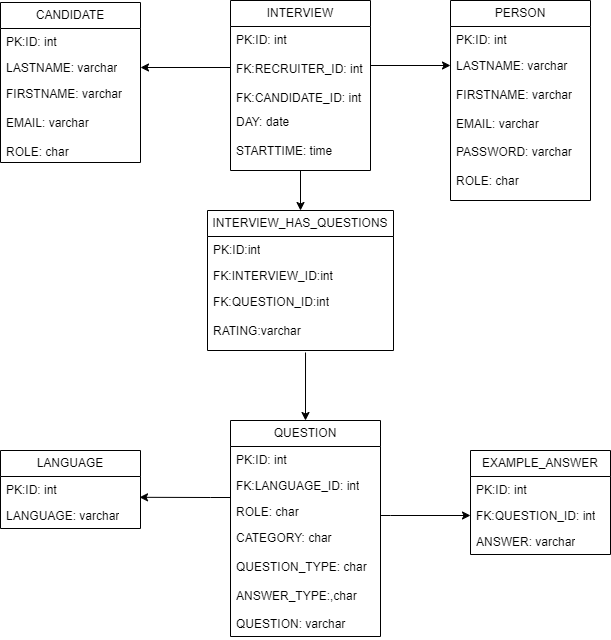 CANDIDATE
PK:ID: int
LASTNAME: varchar
FIRSTNAME: varchar
EMAIL: varchar
ROLE: char
INTERVIEW
PK:ID: int
FK:RECRUITER_ID: int
FK:CANDIDATE_ID: int
DAY: date
STARTTIME: time
PERSON
PK:ID: int
LASTNAME: varchar
FIRSTNAME: varchar
EMAIL: varchar
PASSWORD: varchar
ROLE: char
INTERVIEW_HAS_QUESTIONS
PK:ID:int
FK:INTERVIEW_ID:int
FK:QUESTION_ID:int
RATING:varchar
LANGUAGE
PK:ID: int
LANGUAGE: varchar
QUESTION
PK:ID: int
FK:LANGUAGE_ID: int
ROLE: char
CATEGORY: char
QUESTION_TYPE: char
ANSWER_TYPE:,char
QUESTION: varchar
EXAMPLE_ANSWER
PK:ID: int
FK:QUESTION_ID: int
ANSWER: varchar